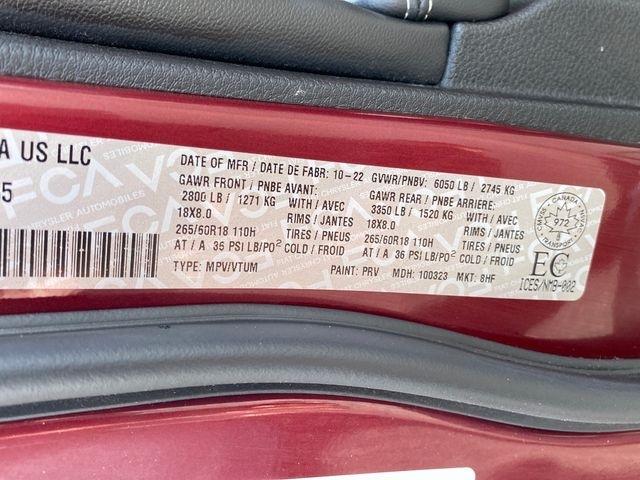 A US LLC
5
DATE OF MFR / DATE DE FABR: 10-22 GVWR/PNBV: 6050 LB / 2745 KG
GAWR FRONT / PNBE AVANT: GAWR REAR / PNBE ARRIERE:
2800 LB / 1271 KG WITH / AVEC 3350 LB / 1520 KG WITH / AVEC
18X8.0 RIMS / JANTES 18X8.0 RIMS / JANTES
265/60R18 110H TIRES / PNEUS 265/60R18 110H TIRES / PNEUS
AT / A 36 PSI LB/PO² COLD / FROID AT / A 36 PSI LB/PO² COLD / FROID
TYPE: MPV/VTUM PAINT: PRV MDH: 100323 MKT: 8HF
CANADA
972
TRANSPORT
EC
ICES/NMB-002